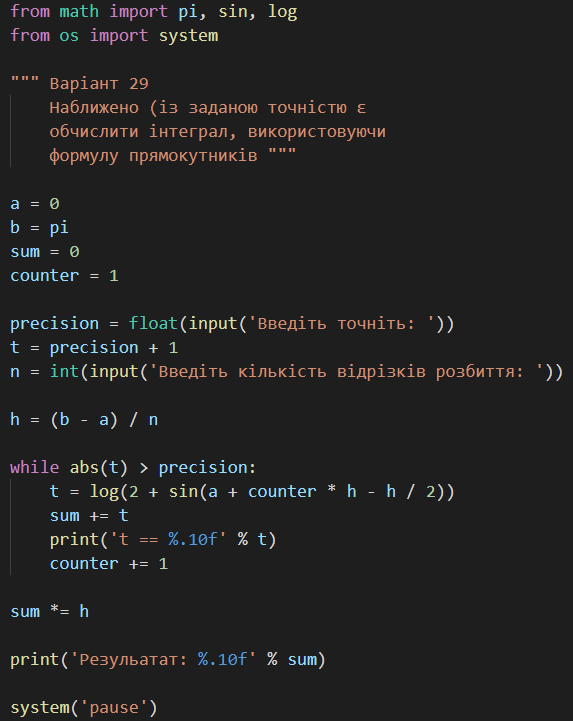 from math import pi, sin, log
from os import system

""" Варіант 29
    Наближено (із заданою точністю є
    обчислити інтеграл, використовуючи
    формулу прямокутників """

a = 0
b = pi
sum = 0
counter = 1

precision = float(input('Введіть точніть: '))
t = precision + 1
n = int(input('Введіть кількість відрізків розбиття: '))

h = (b - a) / n

while abs(t) > precision:
    t = log(2 + sin(a + counter * h - h / 2))
    sum += t
    print('t == %.10f' % t)
    counter += 1

sum *= h

print('Резульатат: %.10f' % sum)

system('pause')